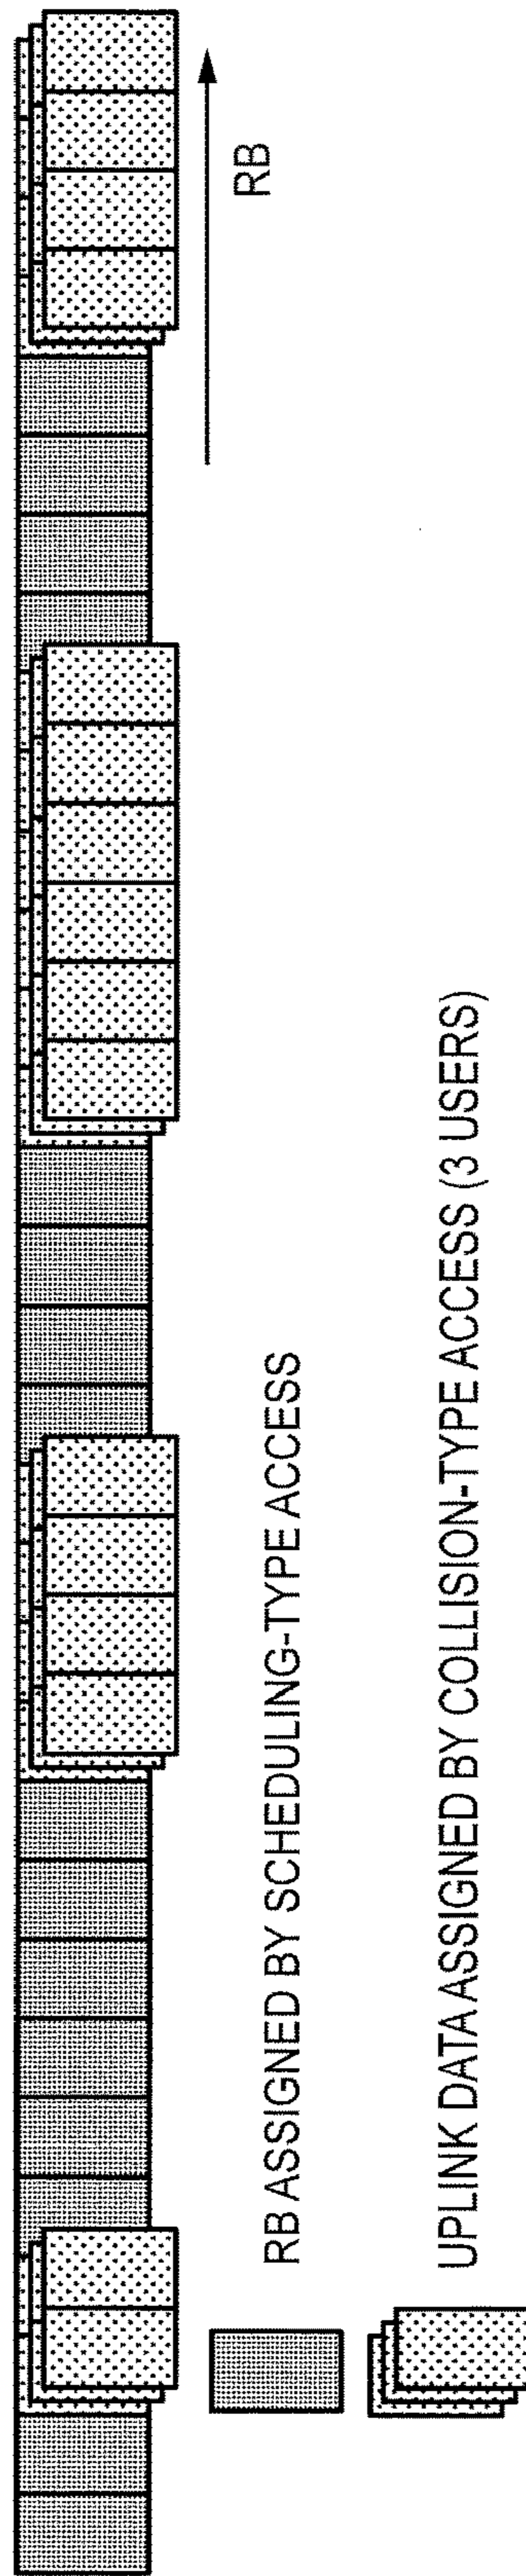 RB
RB ASSIGNED BY SCHEDULING-TYPE ACCESS
UPLINK DATA ASSIGNED BY COLLISION-TYPE ACCESS (3 USERS)